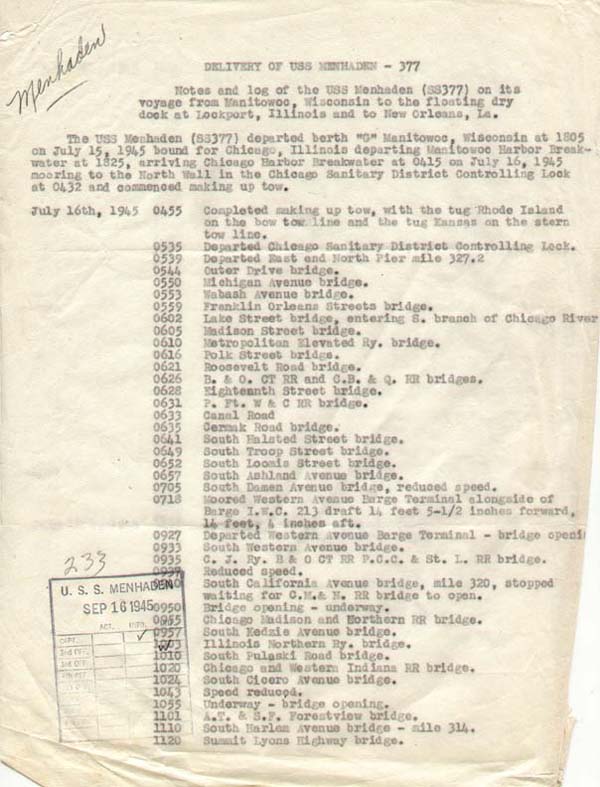 Menhaden
DELIVERY OF USS MENHADEN - 377
Notes and log of the USS Menhaden (SS377) on its
voyage from Manitowoc, Wisconsin to the floating dry
dock at Lockport, Illinois and to New Orleans, La.
The USS Menhaden (SS377) departed berth "G" Manitowoc, Wisconsin at 1805
on July 15, 1945 bound for Chicago, Illinois departing Manitowoc Harbor Break-
water at 1825, arriving Chicago Harbor Breakwater at 0415 on July 16, 1945
mooring to the North Wall in the Chicago Sanitary District Controlling Lock
at 0432 and commenced making up tow.
July 16th, 1945 0455 Completed making up tow, with the tug Rhode Island
on the bow tow line and the tug Kansas on the stern
tow line.
0535 Departed Chicago Sanitary District Controlling Lock.
0539 Departed East and North Pier mile 327.2
0544 Outer Drive bridge.
0550 Michigan Avenue bridge.
0553 Wabash Avenue bridge.
0559 Franklin Orleans Streets bridge.
0602 Lake Street bridge, entering S. branch of Chicago River
0605 Madison Street bridge.
0610 Metropolitan Elevated Ry. bridge.
0616 Polk Street bridge.
0621 Roosevelt Road bridge.
0626 B. & O. CT RR and C.B. & Q. RR bridges.
0628 Eighteenth Street bridge.
0631 P. Ft. W & C RR bridge.
0633 Canal Road
0635 Cermak Road bridge.
0641 South Halsted Street bridge.
0649 South Troop Street bridge.
0652 South Loomis Street bridge.
0657 South Ashland Avenue bridge.
0705 South Damen Avenue bridge, reduced speed.
0718 Moored Western Avenue Barge Terminal alongside of
Barge I.W.C. 213 draft 14 feet 5-1/2 inches forward,
14 feet, 4 inches aft.
0927 Departed Western Avenue Barge Terminal - bridge openi
0933 South Western Avenue bridge.
0935 C. J. Ry. B & O CT RR P.C.C. & St. L. RR bridge.
0937 Reduced speed.
0940 South California Avenue bridge, mile 320, stopped
waiting for C.M.& N. RR bridge to open.
0950 Bridge opening - underway.
0955 Chicago Madison and Northern RR bridge.
0957 South Kedzie Avenue bridge.
1003 Illinois Northern Ry. bridge.
1010 South Pulaski Road bridge.
1020 Chicago and Western Indiana RR bridge.
1024 South Cicero Avenue bridge.
1043 Speed reduced.
1055 Underway - bridge opening.
1101 A.T. & S.F. Forestview bridge.
1110 South Harlem Avenue bridge - mile 314.
1120 Summit Lyons Highway bridge.
233
U. S. S. MENHADEN
SEP 16 1945
ACT. INFO.